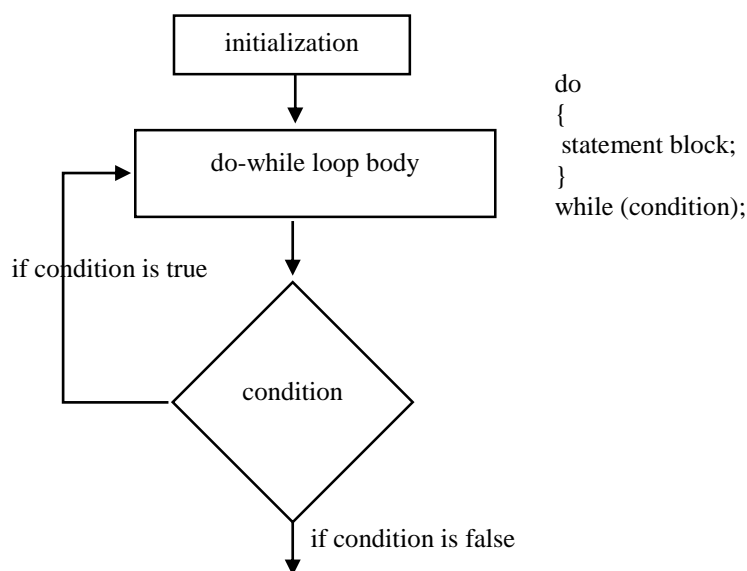 initialization
do-while loop body
if condition is true
condition
if condition is false
do
{
statement block;
}
while (condition);